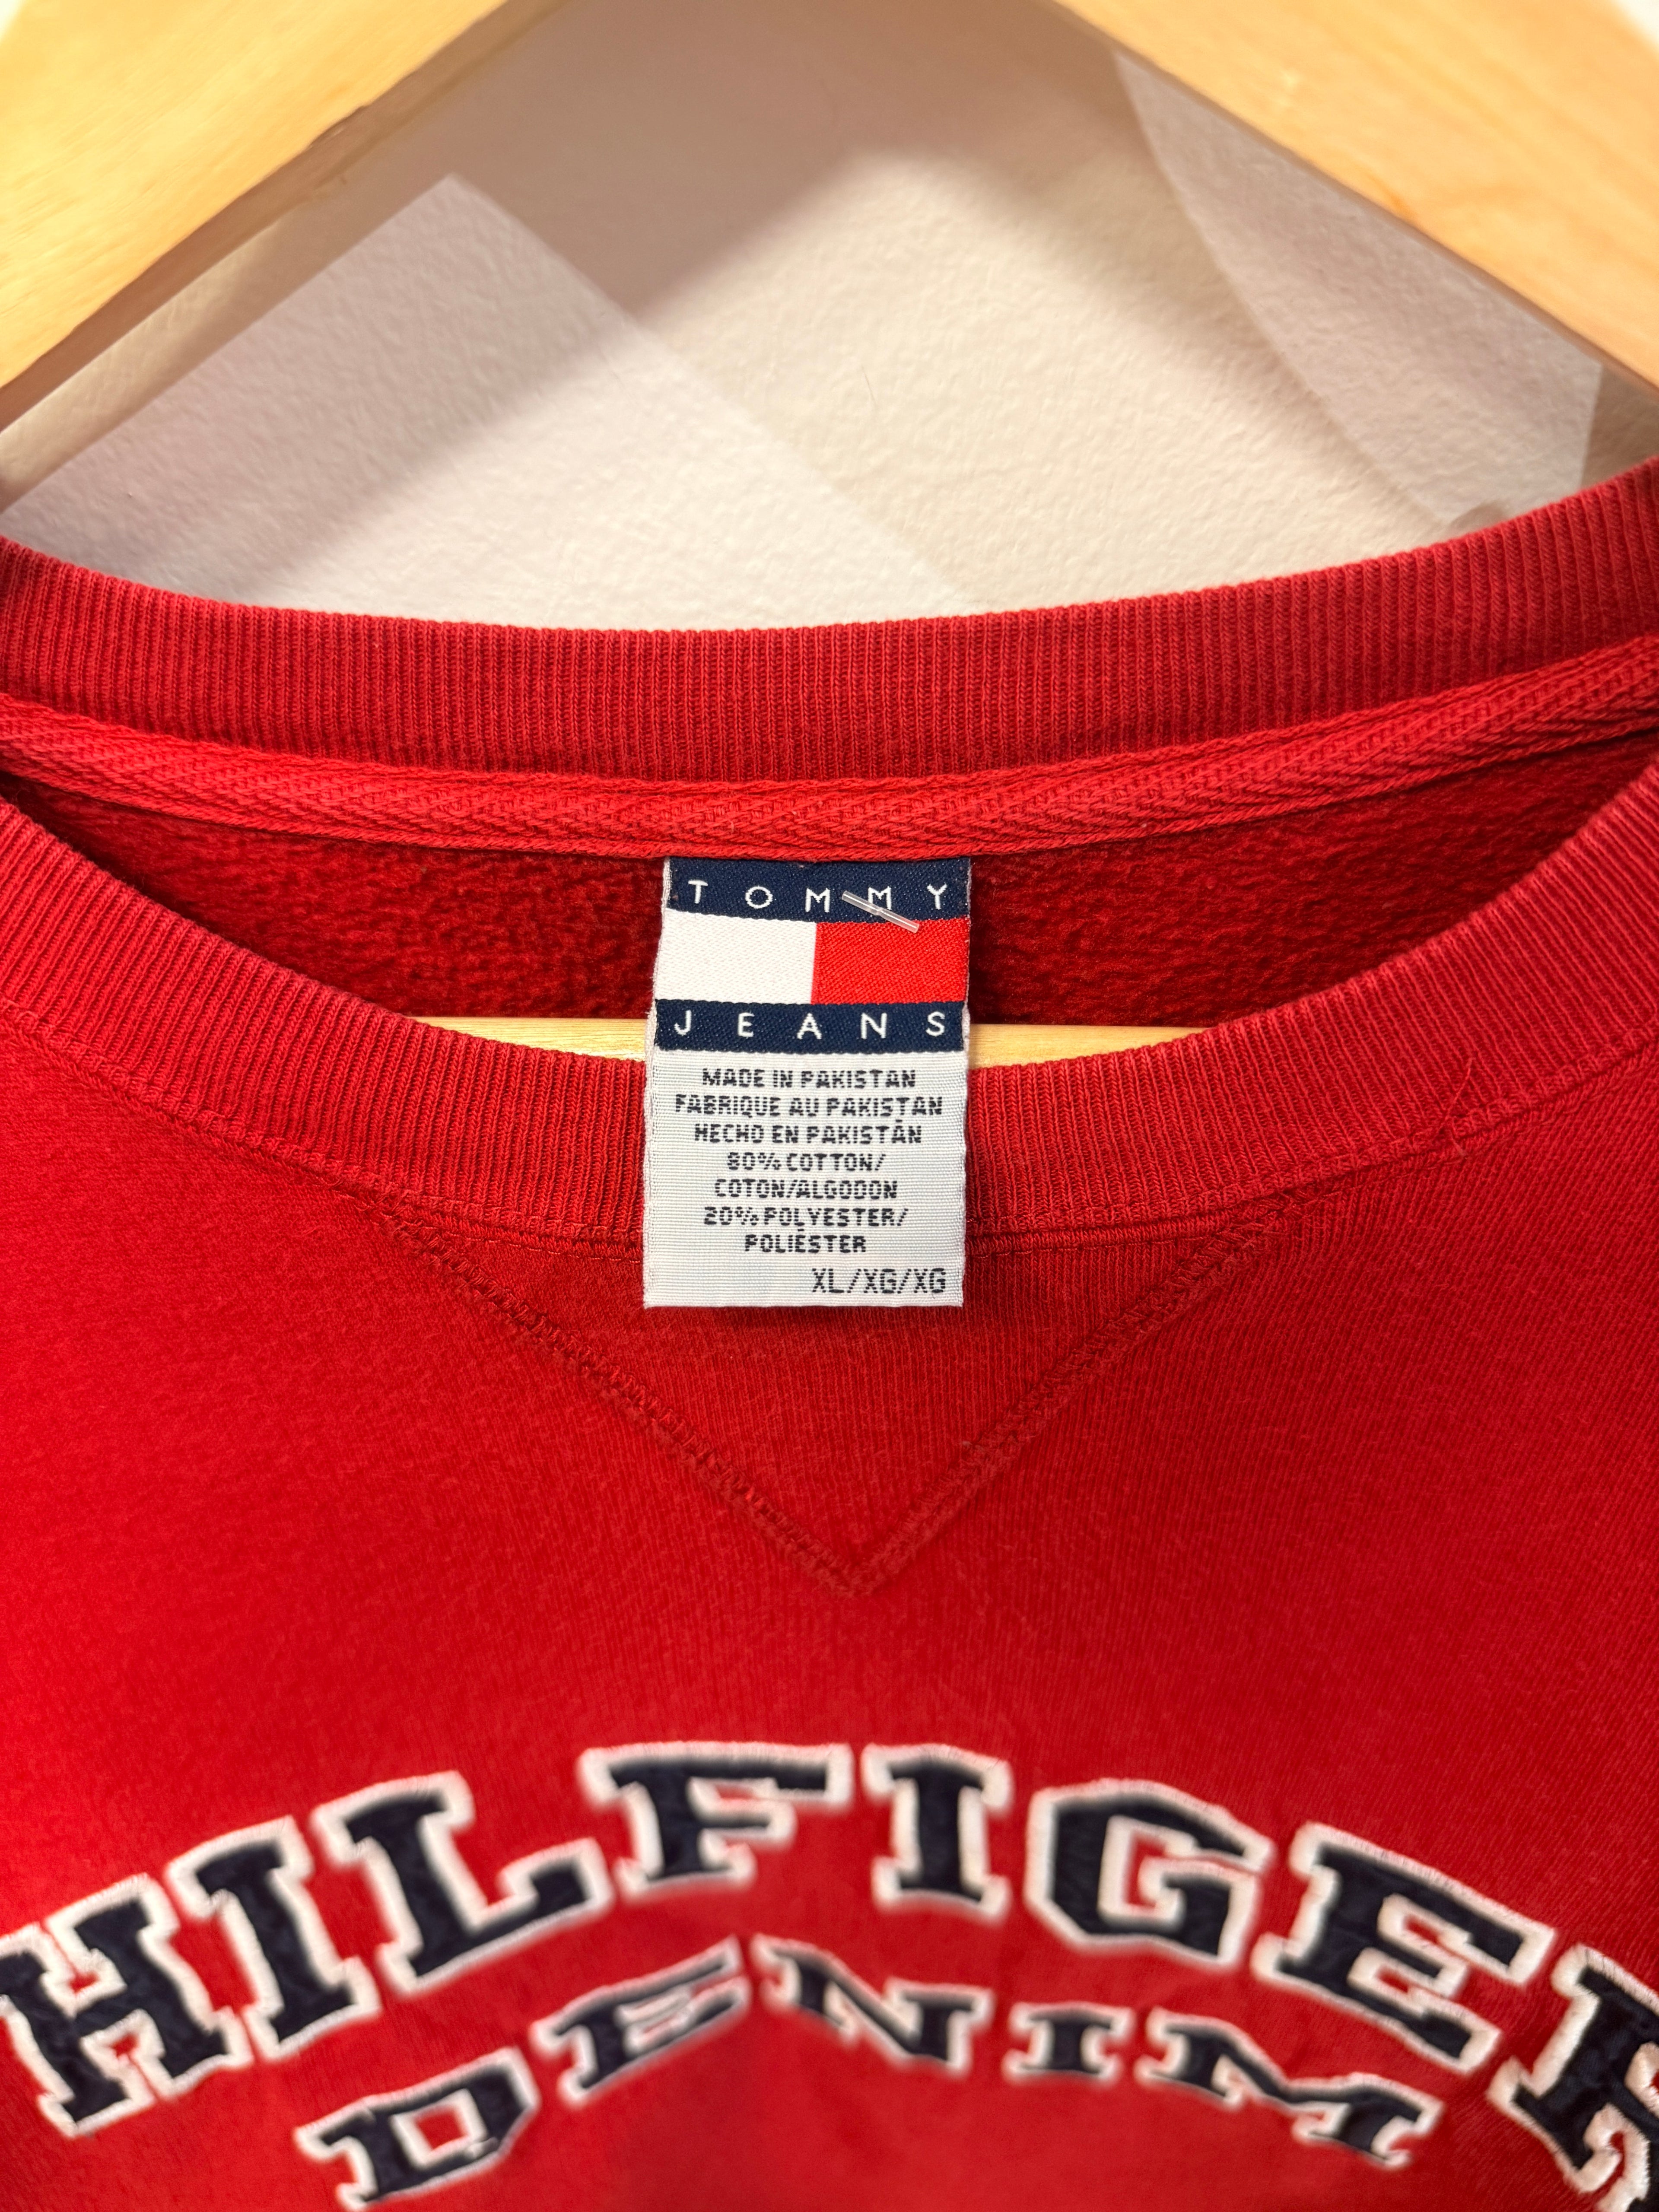 TOMMY
JEANS
MADE IN PAKISTAN
FABRIQUE AU PAKISTAN
HECHO EN PAKISTÁN
80% COTTON/
COTON/ALGODON
20% POLYESTER/
POLIÉSTER
XL/XG/XG
HILFIGER
DENIM